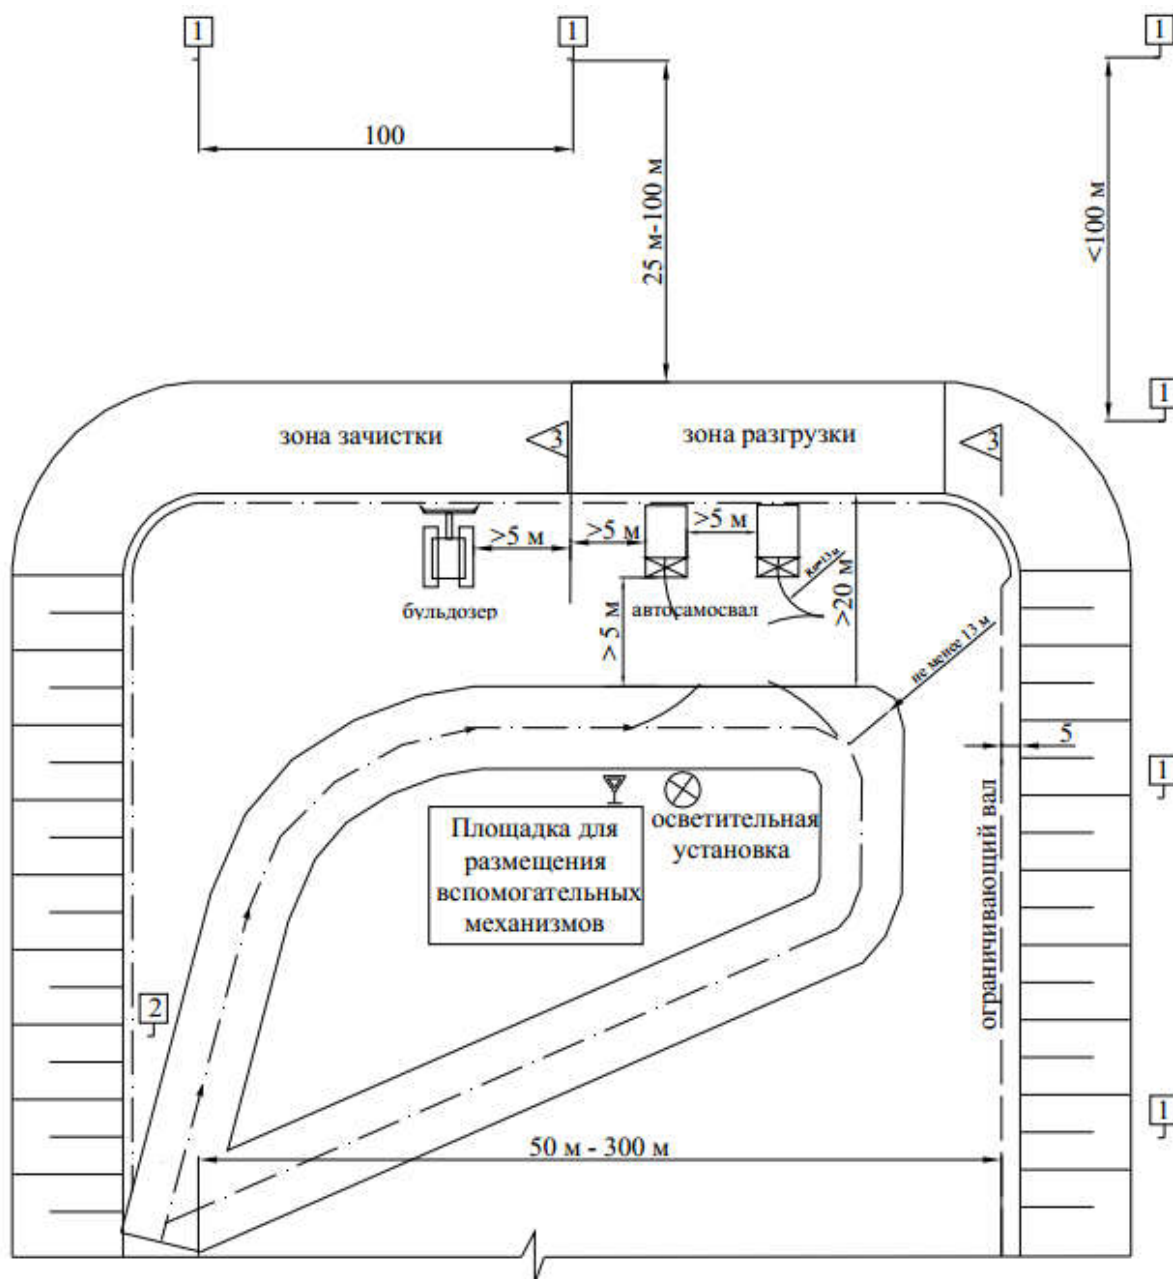 1
1
1
100
25 м-100 м
<100 м
1
зона зачистки
3
зона разгрузки
3
>5 м
>5 м
>5 м
Rп=13м
>20 м
бульдозер
автосамосвал
> 5 м
не менее 13 м
5
1
Площадка для
размещения
вспомогательных
механизмов
осветительная
установка
ограничивающий вал
2
1
50 м - 300 м